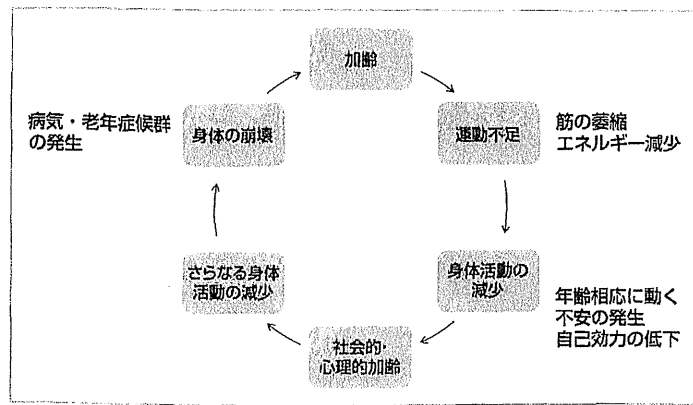 加齢
運動不足
筋の萎縮
エネルギー減少
身体活動の
減少
年齢相応に動く
不安の発生
自己効力の低下
社会的・
心理的加齢
さらなる身体
活動の減少
身体の崩壊
病気・老年症候群
の発生